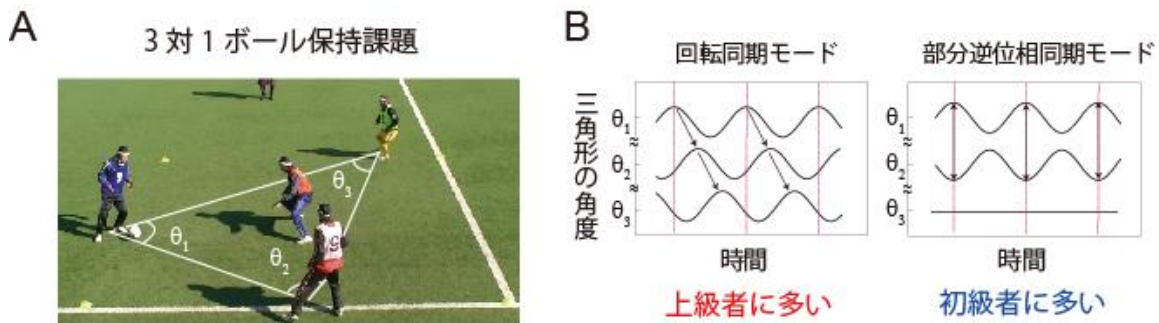 A
3対1ボール保持課題
θ1
θ2
θ3
B
回転同期モード
部分逆位相同期モード
三角形の角度
θ1
≈
θ2
≈
θ3
θ1
≈
θ2
≈
θ3
時間
時間
上級者に多い
初級者に多い